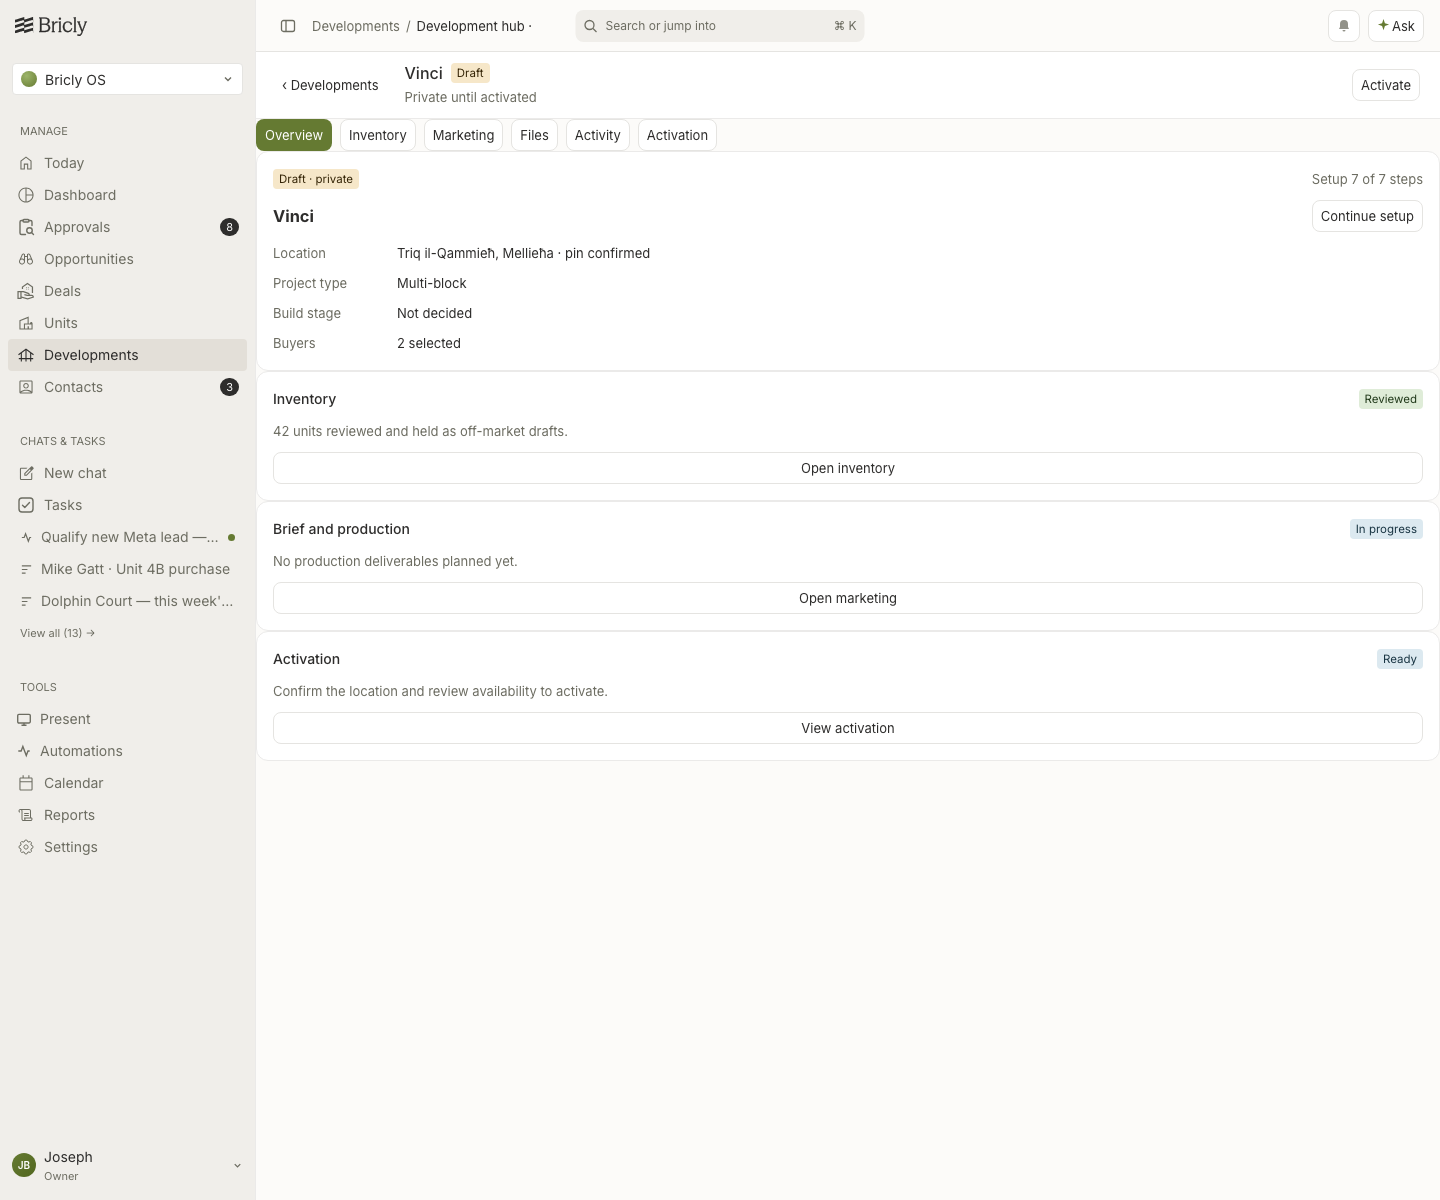 Bricly
Developments / Development hub ·
Search or jump into
⌘ K
Ask
Bricly OS
MANAGE
Today
Dashboard
Approvals 8
Opportunities
Deals
Units
Developments
Contacts 3
CHATS & TASKS
New chat
Tasks
Qualify new Meta lead —...
Mike Gatt · Unit 4B purchase
Dolphin Court — this week'...
View all (13) →
TOOLS
Present
Automations
Calendar
Reports
Settings
JB
Joseph
Owner
‹ Developments
Vinci Draft
Private until activated
Activate
Overview Inventory Marketing Files Activity Activation
Draft · private
Setup 7 of 7 steps
Vinci
Continue setup
Location Triq il-Qammieħ, Mellieħa · pin confirmed
Project type Multi-block
Build stage Not decided
Buyers 2 selected
Inventory
Reviewed
42 units reviewed and held as off-market drafts.
Open inventory
Brief and production
In progress
No production deliverables planned yet.
Open marketing
Activation
Ready
Confirm the location and review availability to activate.
View activation